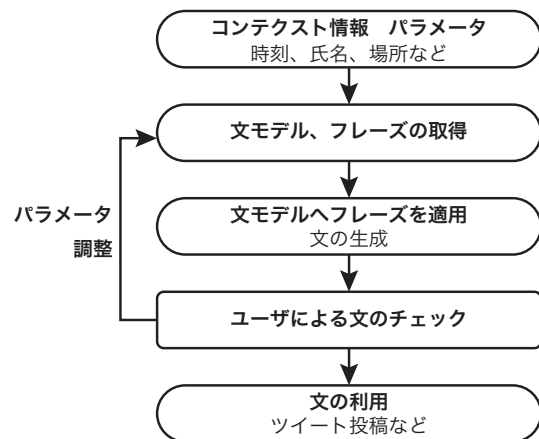 コンテクスト情報　パラメータ
時刻、氏名、場所など
文モデル、フレーズの取得
パラメータ
調整
文モデルへフレーズを適用
文の生成
ユーザによる文のチェック
文の利用
ツイート投稿など